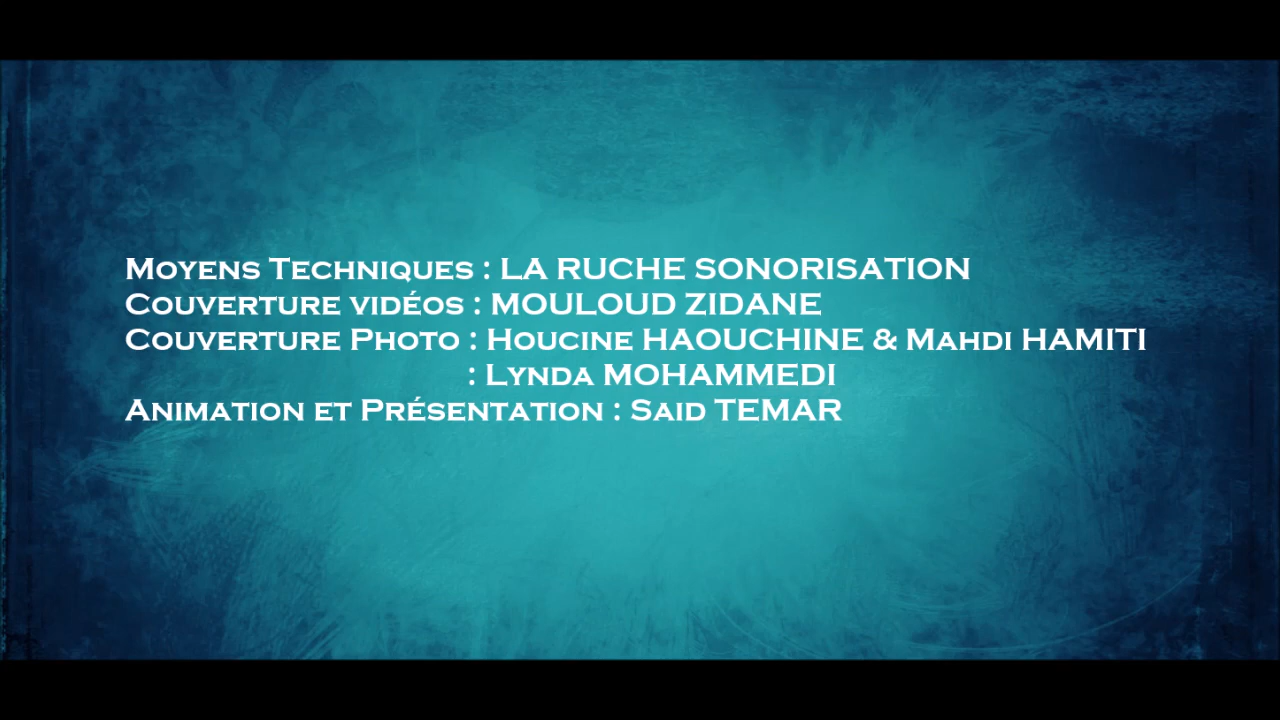 Moyens Techniques : LA RUCHE SONORISATION
Couverture vidéos : MOULOUD ZIDANE
Couverture Photo : Houcine HAOUCHINE & Mahdi HAMITI
: Lynda MOHAMMEDI
Animation et Présentation : Said TEMAR